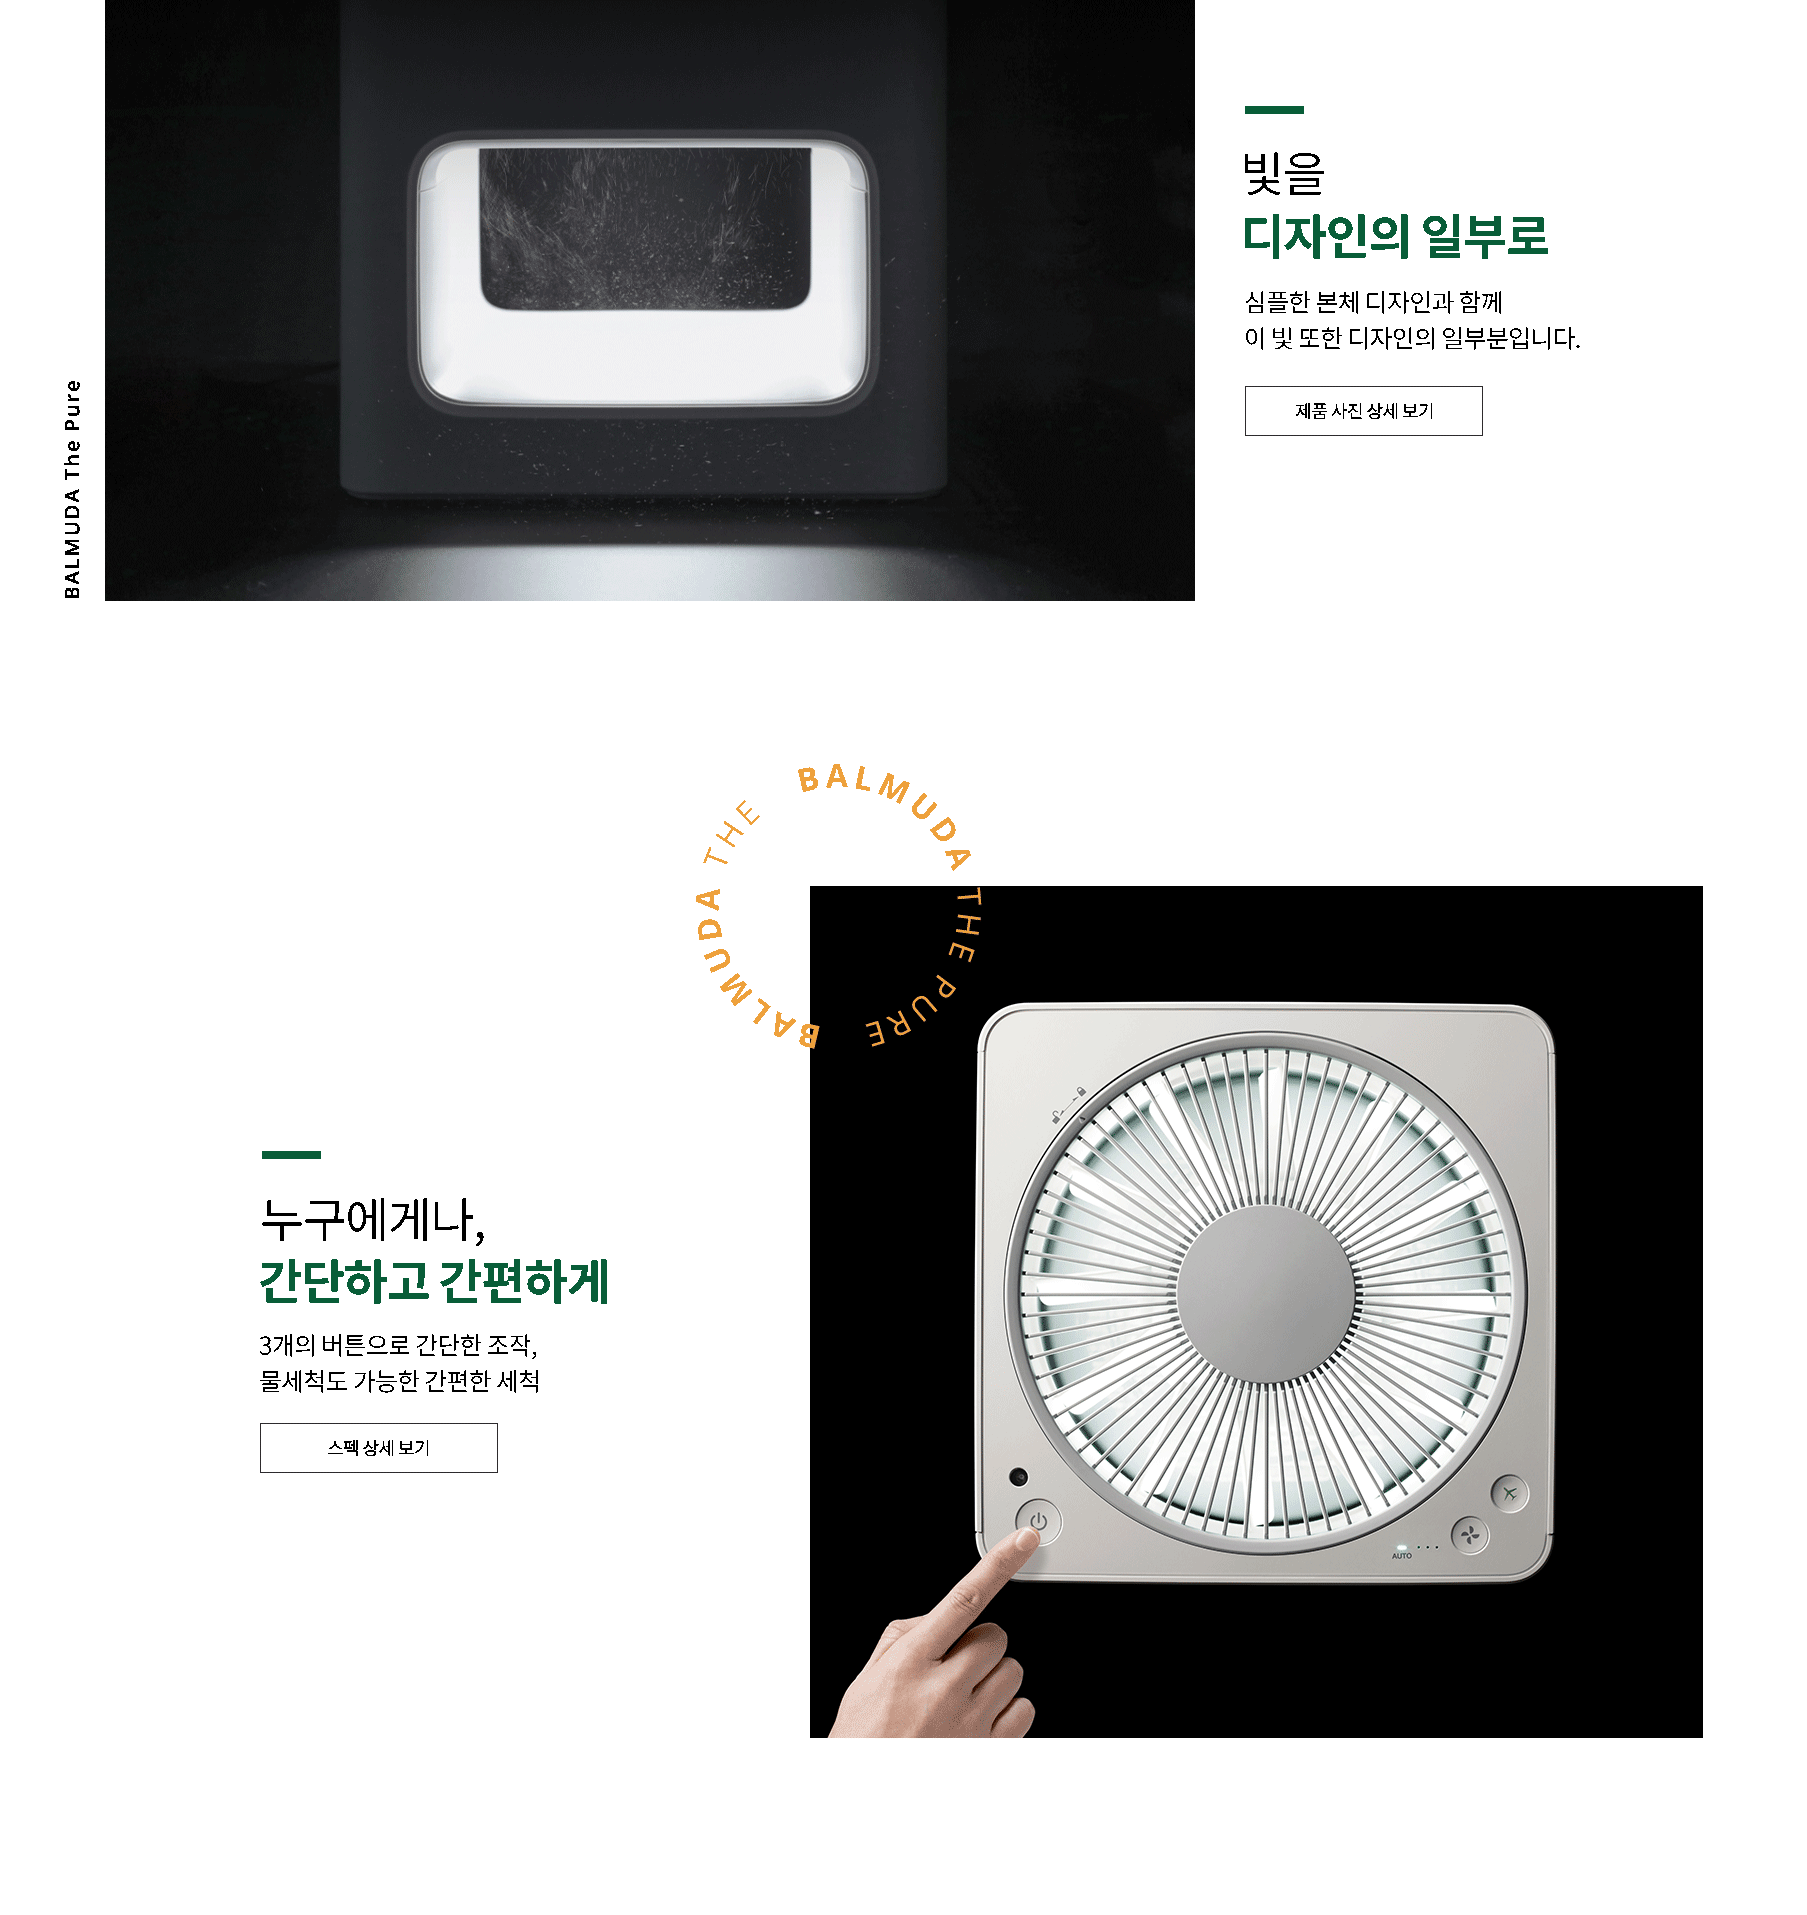 BALMUDA The Pure
빛을
디자인의 일부로
심플한 본체 디자인과 함께
이 빛 또한 디자인의 일부분입니다.
제품 사진 상세 보기
BALMUDA THE PURE
BALMUDA THE
누구에게나,
간단하고 간편하게
3개의 버튼으로 간단한 조작,
물세척도 가능한 간편한 세척
스펙 상세 보기
AUTO